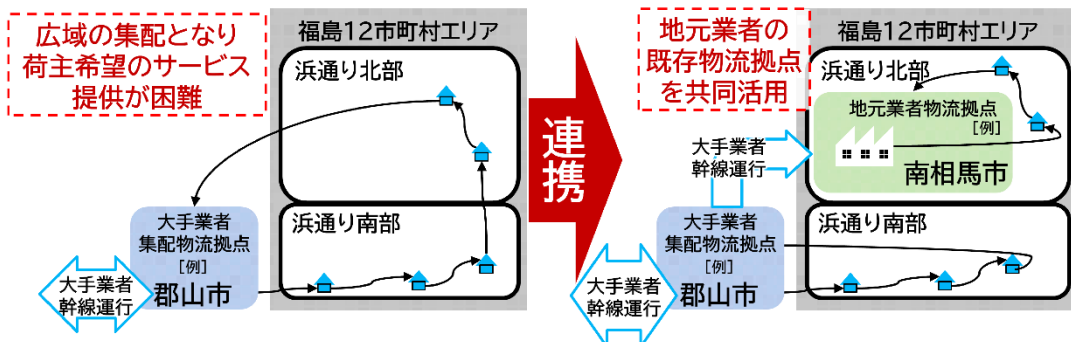 広域の集配となり
荷主希望のサービス
提供が困難
福島12市町村エリア
浜通り北部
浜通り南部
大手業者
集配物流拠点
[例]
郡山市
大手業者
幹線運行
連携
地元業者の
既存物流拠点
を共同活用
福島12市町村エリア
浜通り北部
地元業者物流拠点
[例]
南相馬市
大手業者
幹線運行
浜通り南部
大手業者
集配物流拠点
[例]
郡山市
大手業者
幹線運行